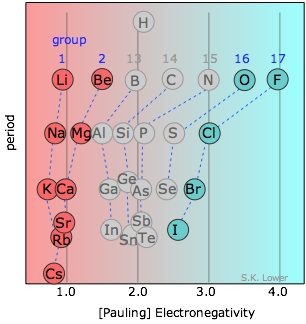 H
group
1 2 13 14 15 16 17
Li Be B C N O F
Na Mg Al Si P S Cl
K Ca Ga Ge As Se Br
Sr Rb In Sn Sb Te I
Cs
S.K. Lower
period
1.0 2.0 3.0 4.0
[Pauling] Electronegativity